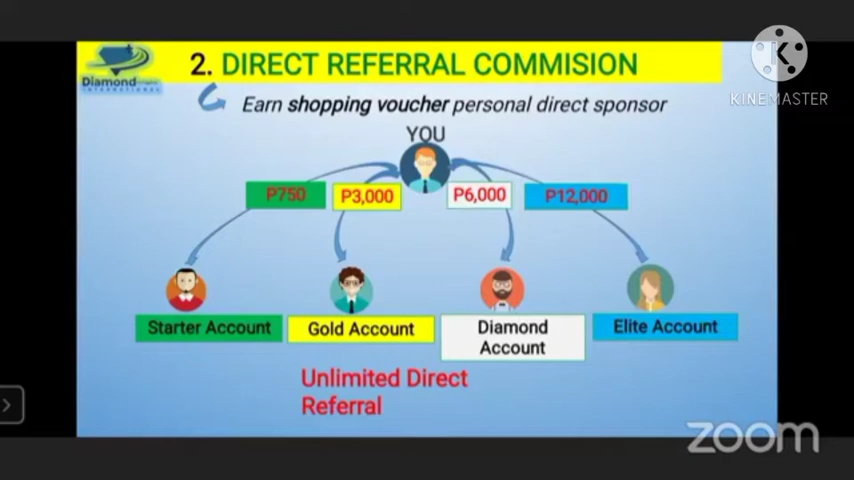 2. DIRECT REFERRAL COMMISION
KINEMASTER
Diamond
INTERNATIONAL
Earn shopping voucher personal direct sponsor
YOU
P750
P3,000
P6,000
P12,000
Starter Account
Gold Account
Diamond
Account
Elite Account
Unlimited Direct
Referral
zoom